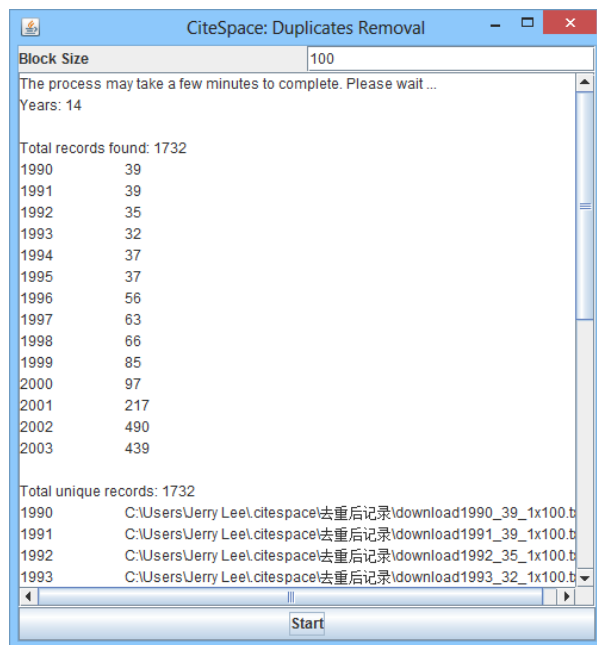 CiteSpace: Duplicates Removal
Block Size 100
The process may take a few minutes to complete. Please wait ...
Years: 14
Total records found: 1732
1990 39
1991 39
1992 35
1993 32
1994 37
1995 37
1996 56
1997 63
1998 66
1999 85
2000 97
2001 217
2002 490
2003 439
Total unique records: 1732
1990 C:\Users\Jerry Lee\.citespace\去重后记录\download1990_39_1x100.t
1991 C:\Users\Jerry Lee\.citespace\去重后记录\download1991_39_1x100.t
1992 C:\Users\Jerry Lee\.citespace\去重后记录\download1992_35_1x100.t
1993 C:\Users\Jerry Lee\.citespace\去重后记录\download1993_32_1x100.t
Start